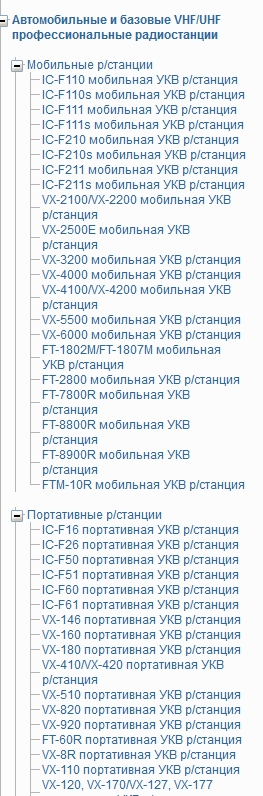 Автомобильные и базовые VHF/UHF
профессиональные радиостанции
Мобильные р/станции
IC-F110 мобильная УКВ р/станция
IC-F110s мобильная УКВ р/станция
IC-F111 мобильная УКВ р/станция
IC-F111s мобильная УКВ р/станция
IC-F210 мобильная УКВ р/станция
IC-F210s мобильная УКВ р/станция
IC-F211 мобильная УКВ р/станция
IC-F211s мобильная УКВ р/станция
VX-2100/VX-2200 мобильная УКВ
р/станция
VX-2500E мобильная УКВ
р/станция
VX-3200 мобильная УКВ р/станция
VX-4000 мобильная УКВ р/станция
VX-4100/VX-4200 мобильная УКВ
р/станция
VX-5500 мобильная УКВ р/станция
VX-6000 мобильная УКВ р/станция
FT-1802M/FT-1807M мобильная
УКВ р/станция
FT-2800 мобильная УКВ р/станция
FT-7800R мобильная УКВ
р/станция
FT-8800R мобильная УКВ
р/станция
FT-8900R мобильная УКВ
р/станция
FTM-10R мобильная УКВ р/станция
Портативные р/станции
IC-F16 портативная УКВ р/станция
IC-F26 портативная УКВ р/станция
IC-F50 портативная УКВ р/станция
IC-F51 портативная УКВ р/станция
IC-F60 портативная УКВ р/станция
IC-F61 портативная УКВ р/станция
VX-146 портативная УКВ р/станция
VX-160 портативная УКВ р/станция
VX-180 портативная УКВ р/станция
VX-410/VX-420 портативная УКВ
р/станция
VX-510 портативная УКВ р/станция
VX-820 портативная УКВ р/станция
VX-920 портативная УКВ р/станция
FT-60R портативная УКВ р/станция
VX-8R портативная УКВ р/станция
VX-110 портативная УКВ р/станция
VX-120, VX-170/VX-127, VX-177